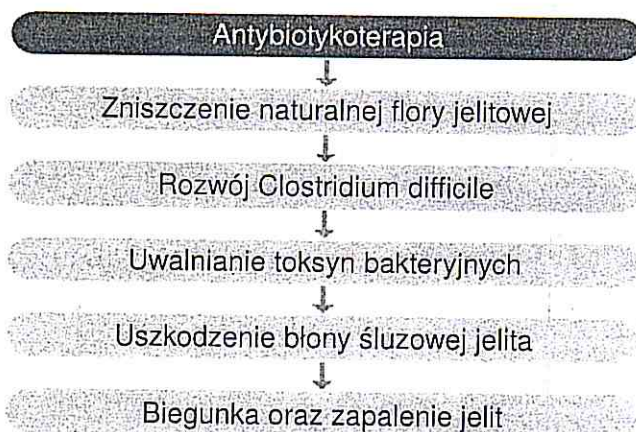 Antybiotykoterapia
Zniszczenie naturalnej flory jelitowej
Rozwój Clostridium difficile
Uwalnianie toksyn bakteryjnych
Uszkodzenie błony śluzowej jelita
Biegunka oraz zapalenie jelit